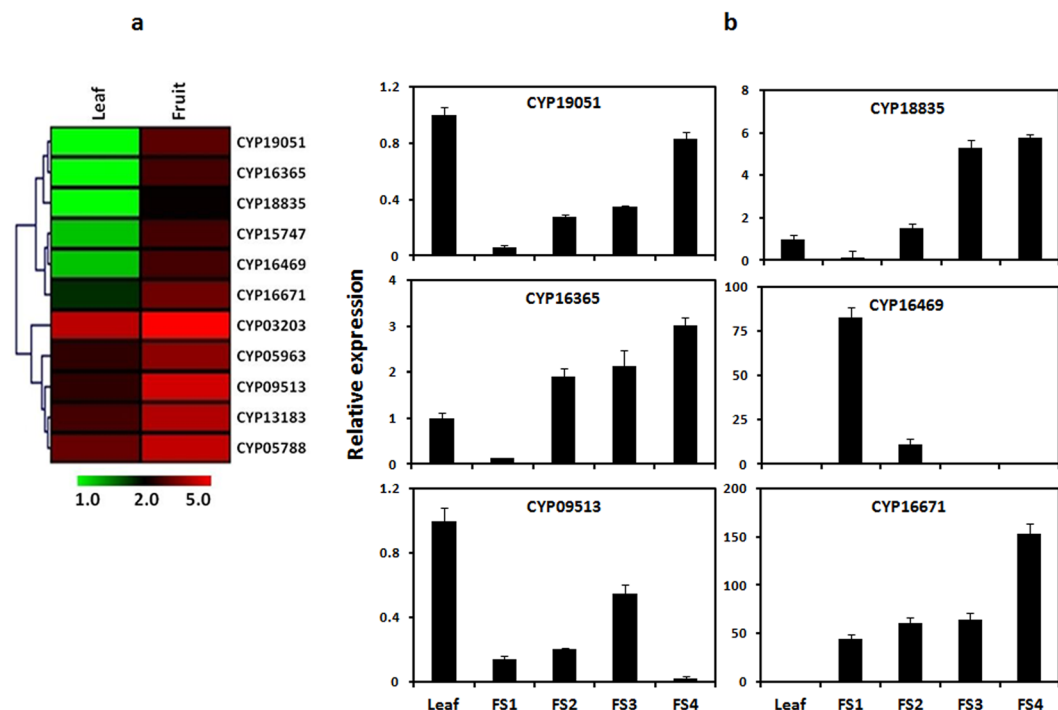 a
b
Leaf
Fruit
CYP19051
CYP16365
CYP18835
CYP15747
CYP16469
CYP16671
CYP03203
CYP05963
CYP09513
CYP13183
CYP05788
1.0 2.0 5.0
Relative expression
CYP19051
1.2
0.8
0.4
0
CYP18835
8
6
4
2
0
CYP16365
4
3
2
1
0
CYP16469
100
75
50
25
0
CYP09513
1.2
0.8
0.4
0
Leaf FS1 FS2 FS3 FS4
CYP16671
200
150
100
50
0
Leaf FS1 FS2 FS3 FS4